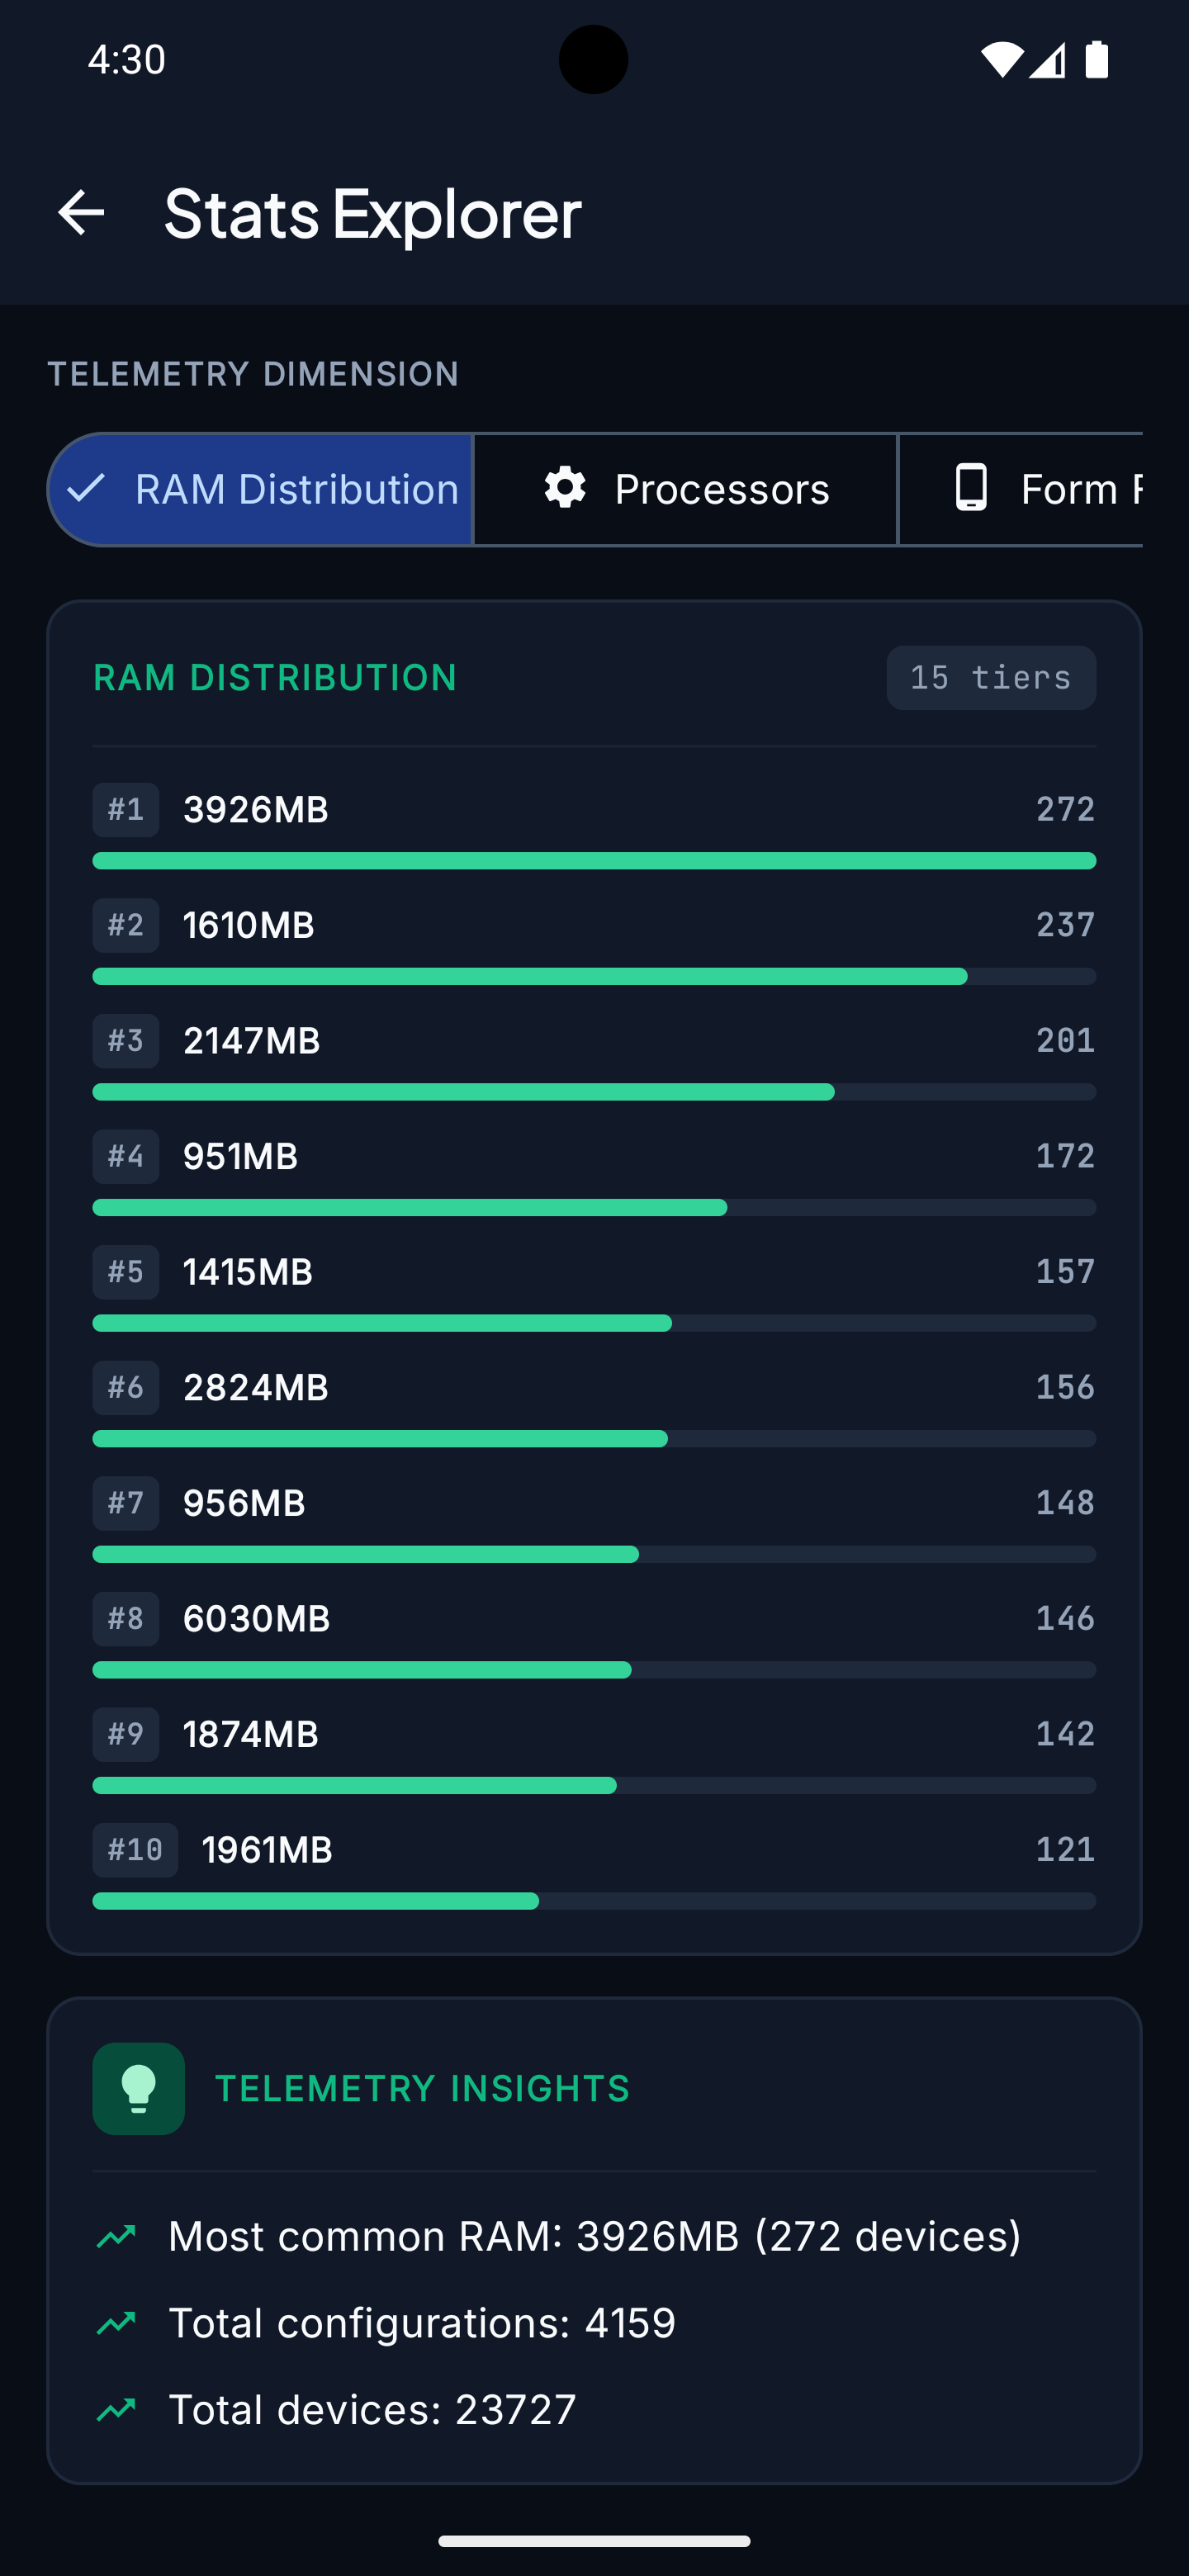 4:30
Stats Explorer
TELEMETRY DIMENSION
RAM Distribution
Processors
Form F
RAM DISTRIBUTION
15 tiers
#1 3926MB 272
#2 1610MB 237
#3 2147MB 201
#4 951MB 172
#5 1415MB 157
#6 2824MB 156
#7 956MB 148
#8 6030MB 146
#9 1874MB 142
#10 1961MB 121
TELEMETRY INSIGHTS
Most common RAM: 3926MB (272 devices)
Total configurations: 4159
Total devices: 23727